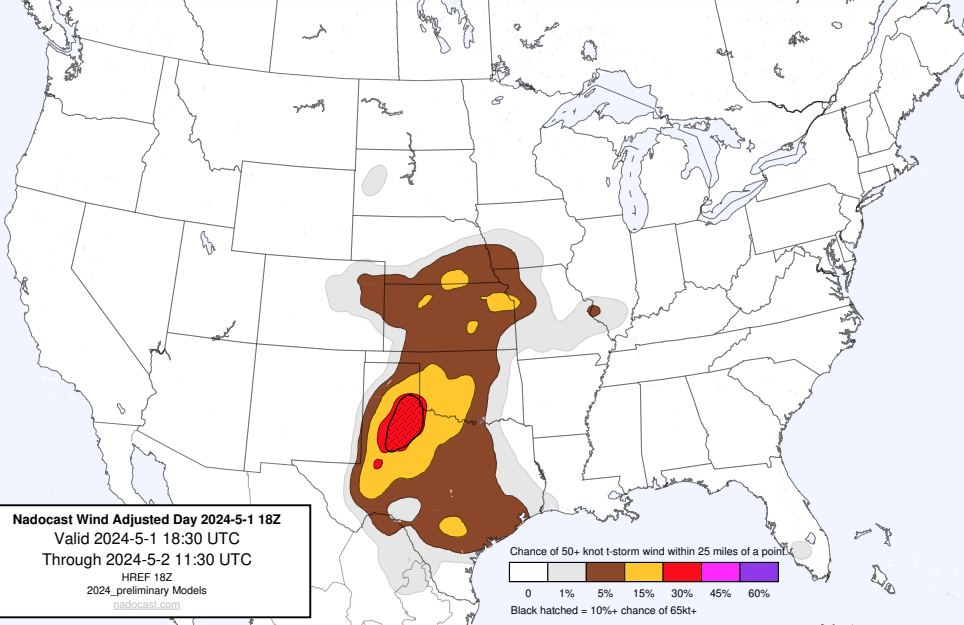 Nadocast Wind Adjusted Day 2024-5-1 18Z
Valid 2024-5-1 18:30 UTC
Through 2024-5-2 11:30 UTC
HREF 18Z
2024_preliminary Models
nadocast.com
Chance of 50+ knot t-storm wind within 25 miles of a point.
0 1% 5% 15% 30% 45% 60%
Black hatched = 10%+ chance of 65kt+